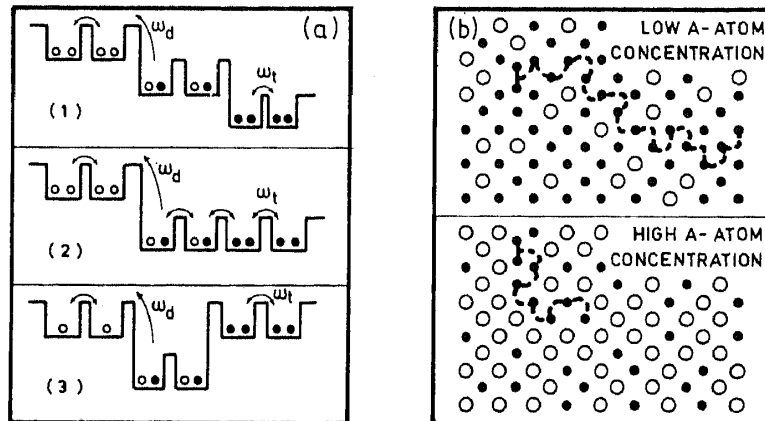 (a)
ω_d
ω_t
(1)
ω_d
ω_t
(2)
ω_d
ω_t
(3)
(b)
LOW A-ATOM
CONCENTRATION
HIGH A-ATOM
CONCENTRATION